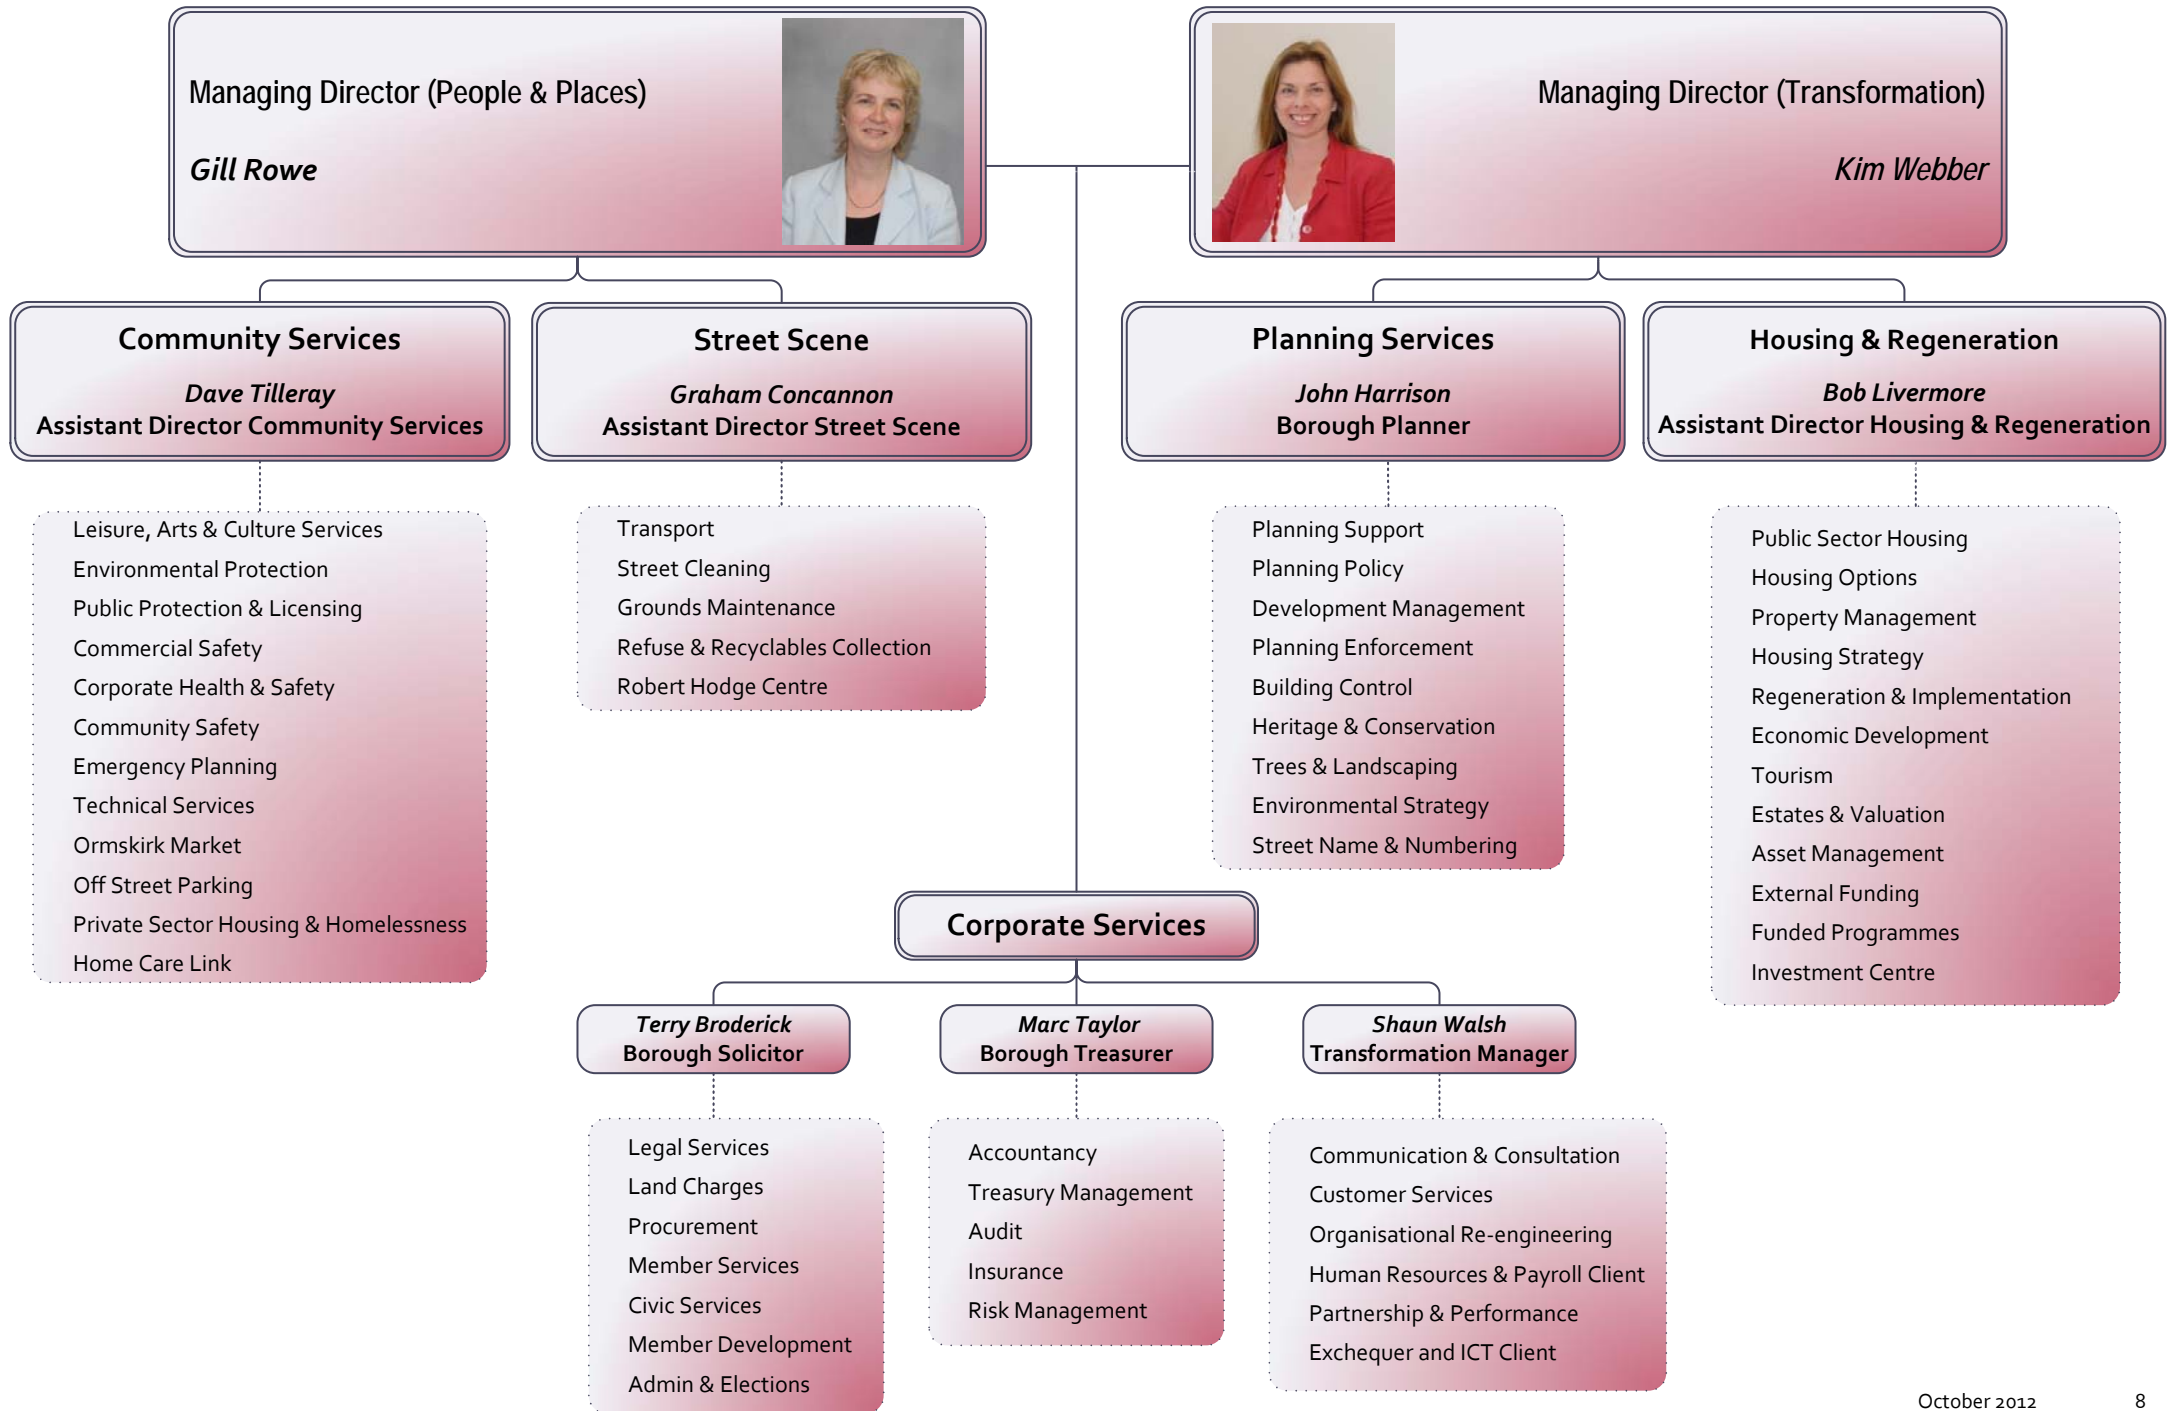 Managing Director (People & Places)
Gill Rowe
Managing Director (Transformation)
Kim Webber
Community Services
Dave Tilleray
Assistant Director Community Services
Street Scene
Graham Concannon
Assistant Director Street Scene
Planning Services
John Harrison
Borough Planner
Housing & Regeneration
Bob Livermore
Assistant Director Housing & Regeneration
Leisure, Arts & Culture Services
Environmental Protection
Public Protection & Licensing
Commercial Safety
Corporate Health & Safety
Community Safety
Emergency Planning
Technical Services
Ormskirk Market
Off Street Parking
Private Sector Housing & Homelessness
Home Care Link
Transport
Street Cleaning
Grounds Maintenance
Refuse & Recyclables Collection
Robert Hodge Centre
Planning Support
Planning Policy
Development Management
Planning Enforcement
Building Control
Heritage & Conservation
Trees & Landscaping
Environmental Strategy
Street Name & Numbering
Public Sector Housing
Housing Options
Property Management
Housing Strategy
Regeneration & Implementation
Economic Development
Tourism
Estates & Valuation
Asset Management
External Funding
Funded Programmes
Investment Centre
Corporate Services
Terry Broderick
Borough Solicitor
Marc Taylor
Borough Treasurer
Shaun Walsh
Transformation Manager
Legal Services
Land Charges
Procurement
Member Services
Civic Services
Member Development
Admin & Elections
Accountancy
Treasury Management
Audit
Insurance
Risk Management
Communication & Consultation
Customer Services
Organisational Re-engineering
Human Resources & Payroll Client
Partnership & Performance
Exchequer and ICT Client
October 2012 8